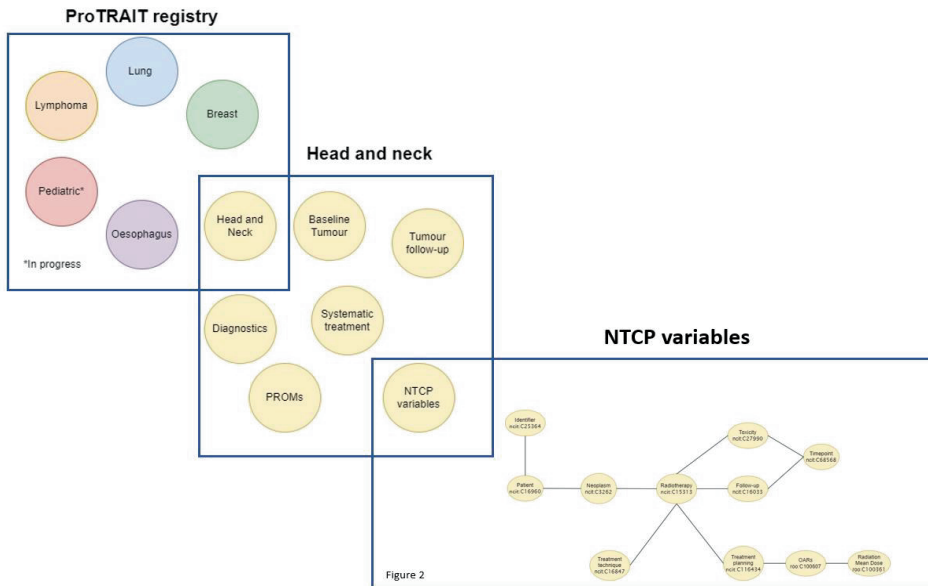 ProTRAIT registry
Lung
Lymphoma
Breast
Pediatric*
Oesophagus
*In progress
Head and neck
Head and
Neck
Baseline
Tumour
Tumour
follow-up
Diagnostics
Systematic
treatment
PROMs
NTCP
variables
NTCP variables
Identifier
ncit:C25364
Patient
ncit:C16960
Neoplasm
ncit:C3262
Radiotherapy
ncit:C15313
Toxicity
ncit:C27990
Timepoint
ncit:C68568
Follow-up
ncit:C16033
Treatment
technique
ncit:C16847
Treatment
planning
ncit:C116434
OARs
roo:C100607
Radiation
Mean Dose
roo:C100361
Figure 2